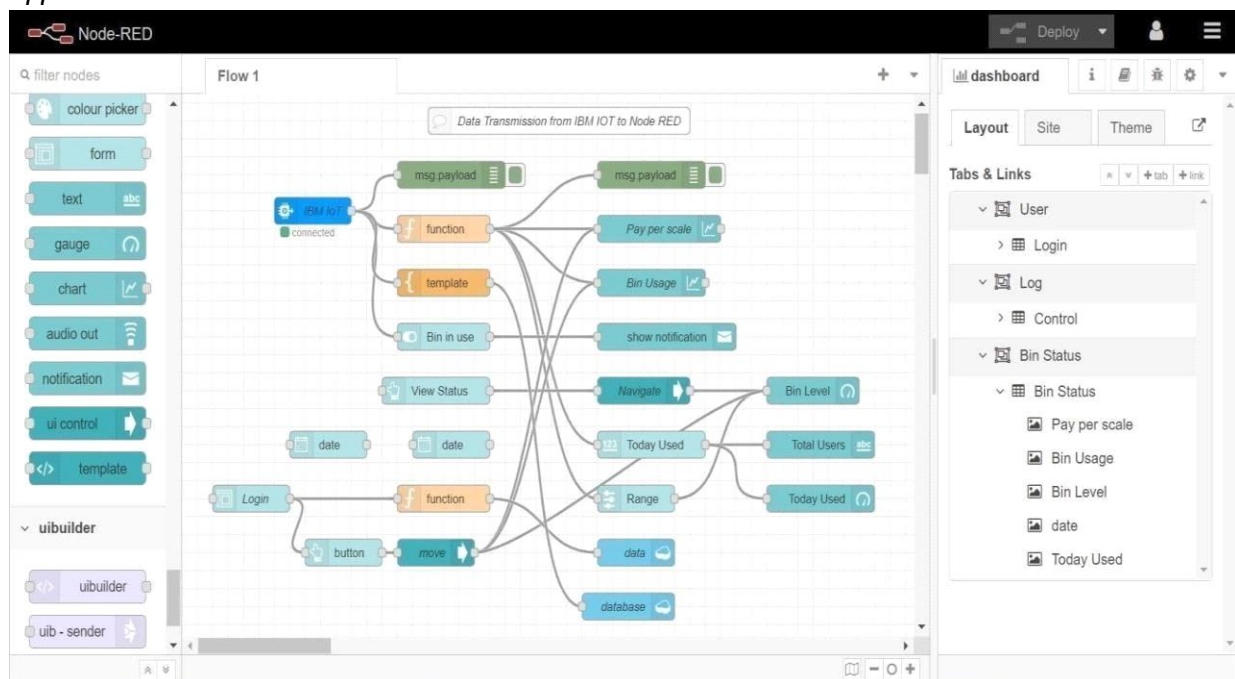 Node-RED
Deploy
filter nodes
Flow 1
dashboard
i
colour picker
form
text
abc
gauge
chart
audio out
notification
ui control
template
uibuilder
uibuilder
uib - sender
Data Transmission from IBM IOT to Node RED
msg.payload
msg.payload
IBM IoT
connected
function
Pay per scale
template
Bin Usage
Bin in use
show notification
View Status
Navigate
Bin Level
date
date
123
Today Used
Total Users
abc
Login
function
Range
Today Used
button
move
data
database
Layout
Site
Theme
Tabs & Links
+ tab
+ link
User
Login
Log
Control
Bin Status
Bin Status
Pay per scale
Bin Usage
Bin Level
date
Today Used